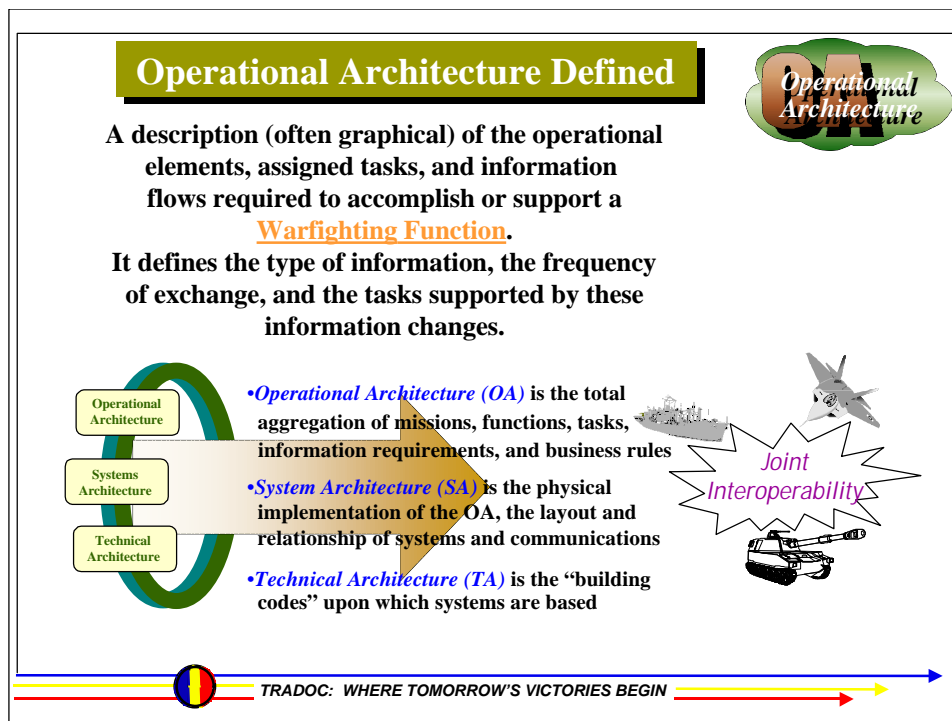 Operational Architecture Defined
OA
Operational
Architecture
A description (often graphical) of the operational
elements, assigned tasks, and information
flows required to accomplish or support a
Warfighting Function.
It defines the type of information, the frequency
of exchange, and the tasks supported by these
information changes.
Operational
Architecture
Systems
Architecture
Technical
Architecture
•Operational Architecture (OA) is the total
aggregation of missions, functions, tasks,
information requirements, and business rules
•System Architecture (SA) is the physical
implementation of the OA, the layout and
relationship of systems and communications
•Technical Architecture (TA) is the “building
codes” upon which systems are based
Joint
Interoperability
TRADOC: WHERE TOMORROW'S VICTORIES BEGIN